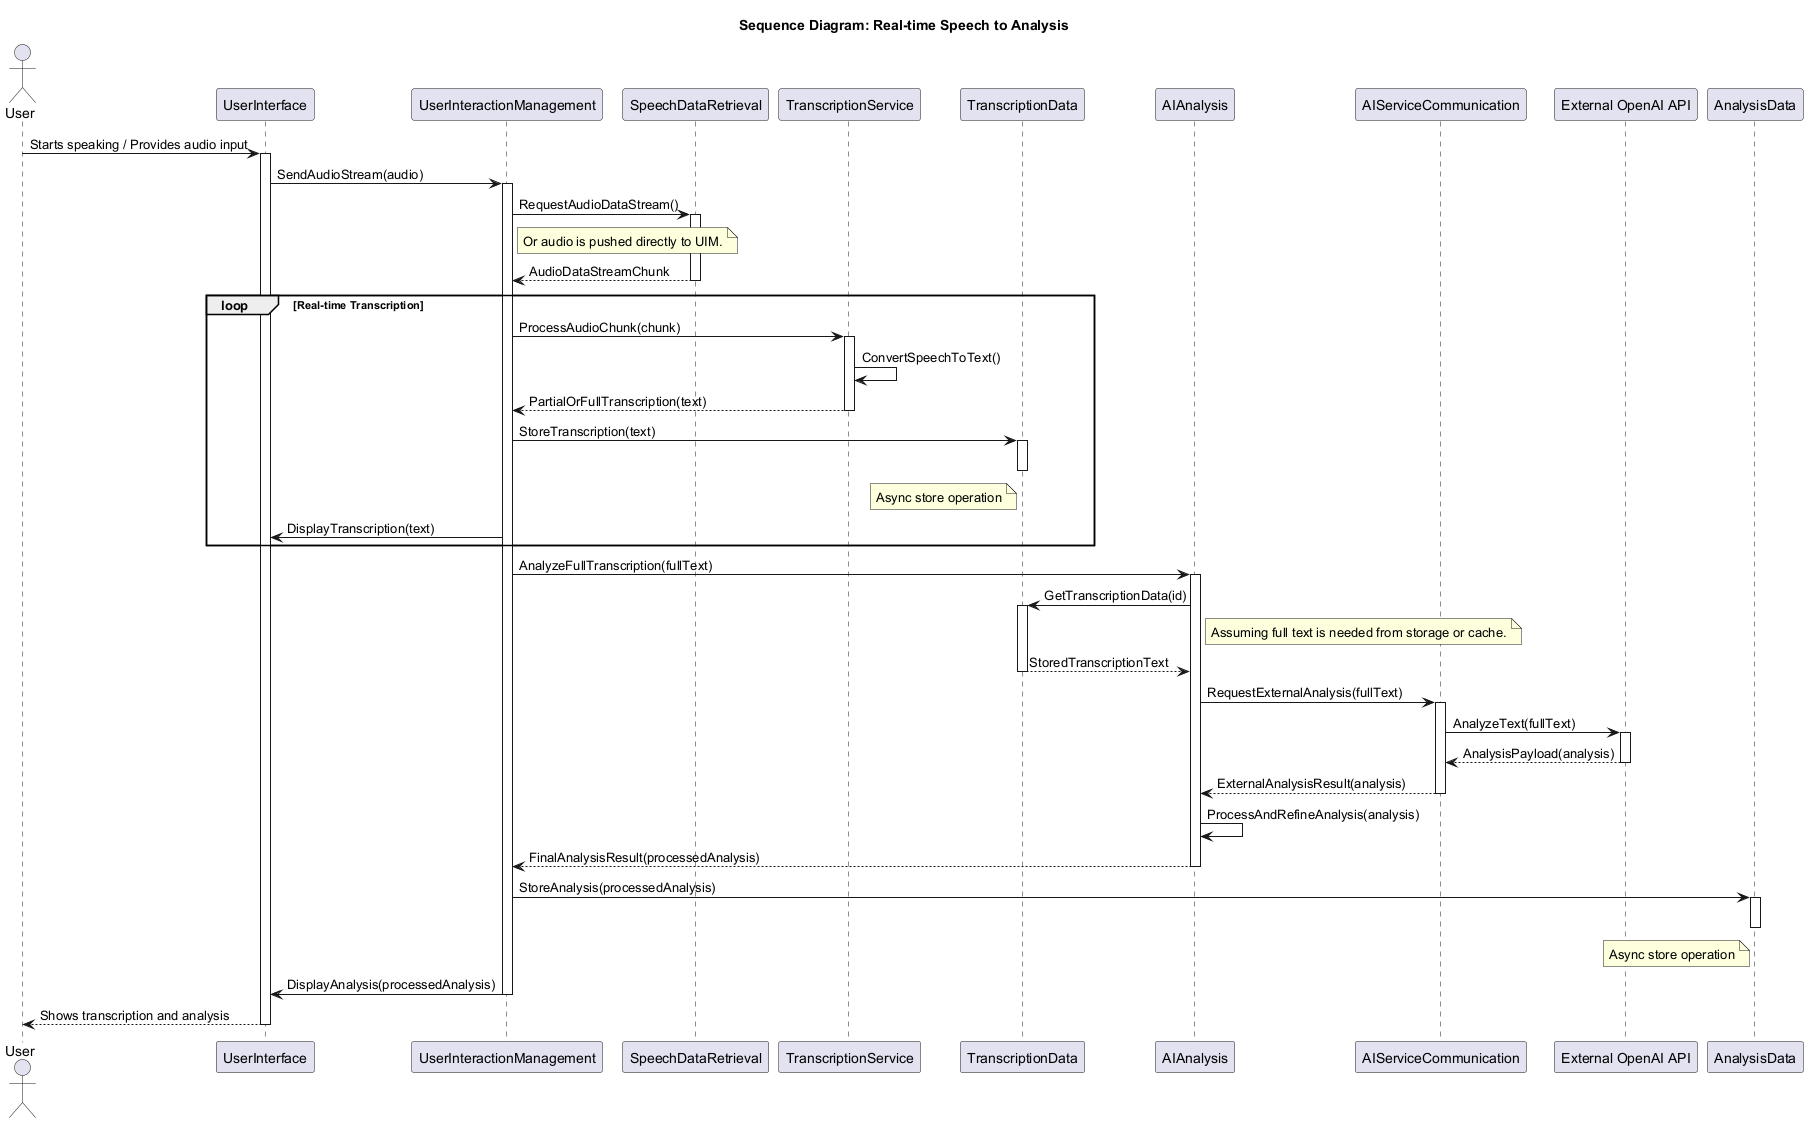 Sequence Diagram: Real-time Speech to Analysis
User
UserInterface
UserInteractionManagement
SpeechDataRetrieval
TranscriptionService
TranscriptionData
AIAnalysis
AIServiceCommunication
External OpenAI API
AnalysisData
Starts speaking / Provides audio input
SendAudioStream(audio)
RequestAudioDataStream()
Or audio is pushed directly to UIM.
AudioDataStreamChunk
loop
[Real-time Transcription]
ProcessAudioChunk(chunk)
ConvertSpeechToText()
PartialOrFullTranscription(text)
StoreTranscription(text)
Async store operation
DisplayTranscription(text)
AnalyzeFullTranscription(fullText)
GetTranscriptionData(id)
Assuming full text is needed from storage or cache.
StoredTranscriptionText
RequestExternalAnalysis(fullText)
AnalyzeText(fullText)
AnalysisPayload(analysis)
ExternalAnalysisResult(analysis)
ProcessAndRefineAnalysis(analysis)
FinalAnalysisResult(processedAnalysis)
StoreAnalysis(processedAnalysis)
Async store operation
DisplayAnalysis(processedAnalysis)
Shows transcription and analysis
User
UserInterface
UserInteractionManagement
SpeechDataRetrieval
TranscriptionService
TranscriptionData
AIAnalysis
AIServiceCommunication
External OpenAI API
AnalysisData